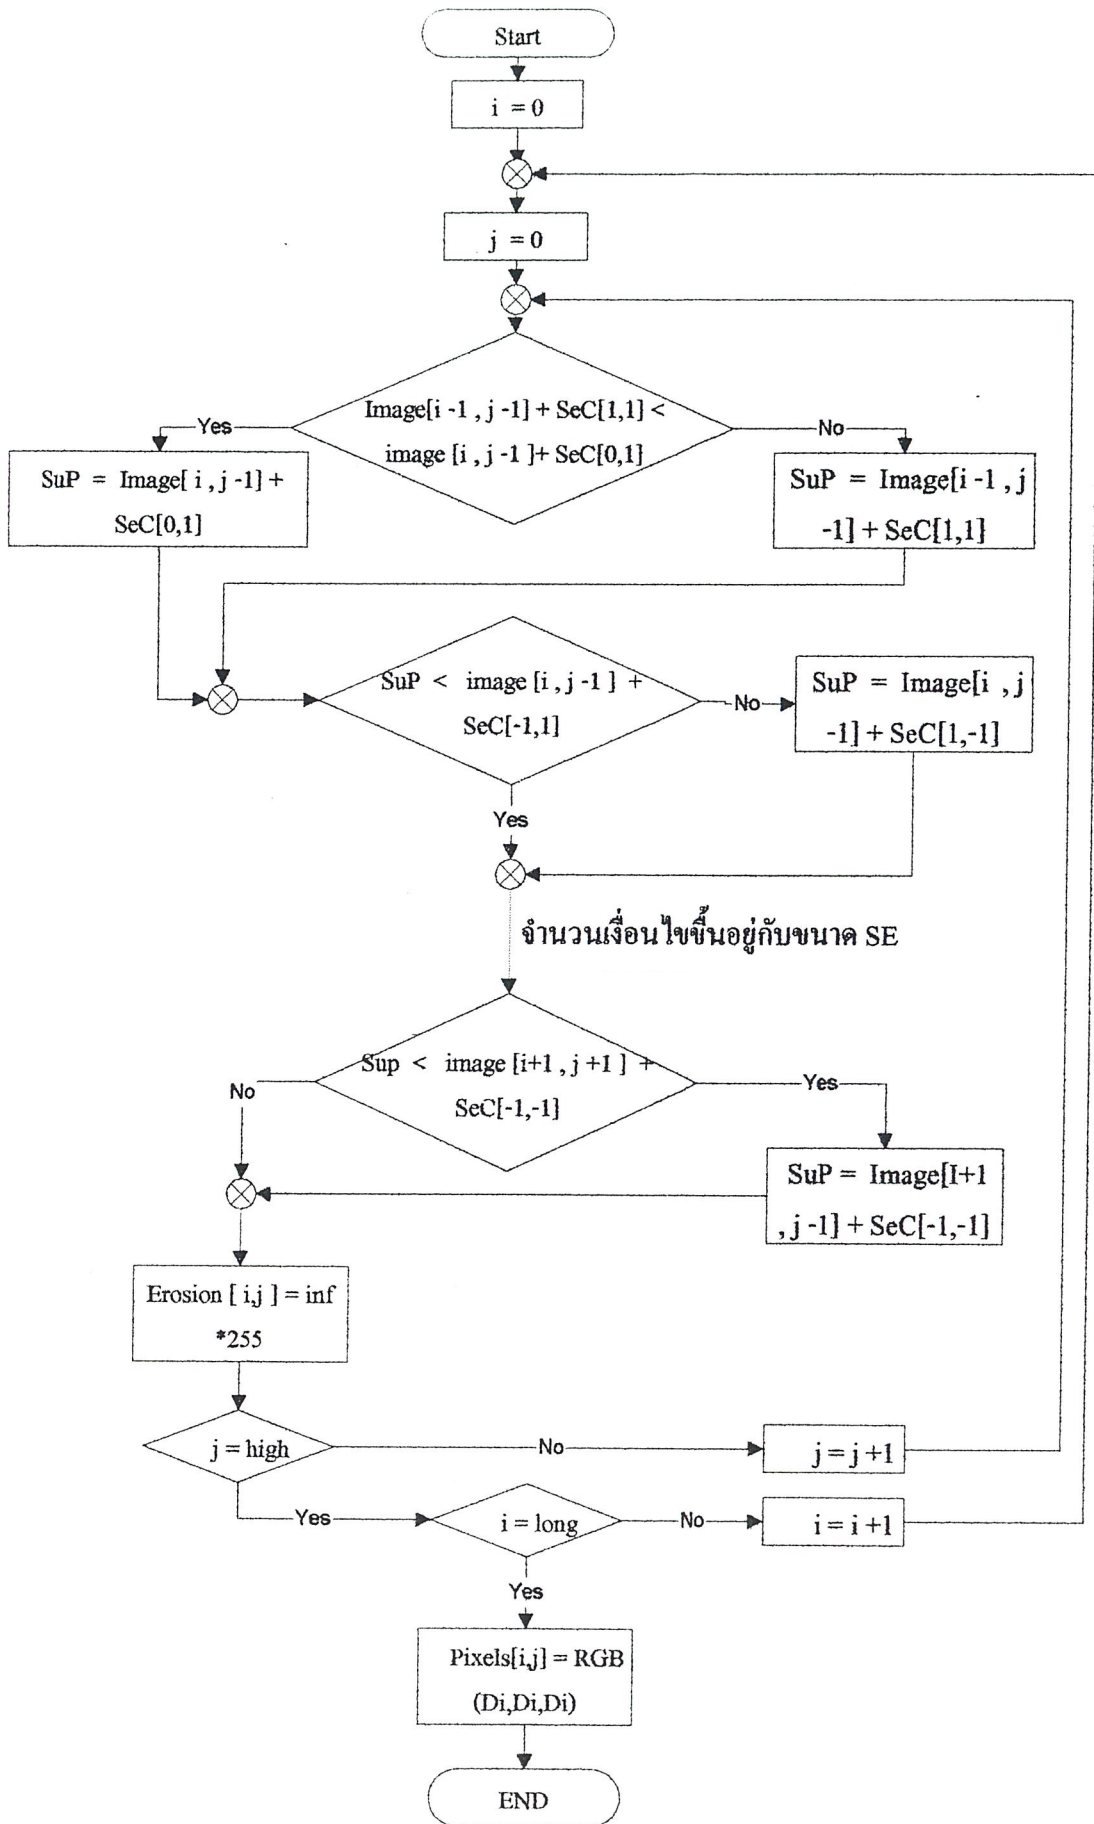 Start
i = 0
j = 0
Image[i -1 , j -1] + SeC[1,1] <
image [i , j -1 ]+ SeC[0,1]
Yes
No
SuP = Image[ i , j -1] +
SeC[0,1]
SuP = Image[i -1 , j
-1] + SeC[1,1]
SuP < image [i , j -1 ] +
SeC[-1,1]
No
SuP = Image[i , j
-1] + SeC[1,-1]
Yes
จำนวนเงื่อนไขขึ้นอยู่กับขนาด SE
Sup < image [i+1 , j +1 ] +
SeC[-1,-1]
No
Yes
SuP = Image[I+1
, j -1] + SeC[-1,-1]
Erosion [ i,j ] = inf
*255
j = high
No
j = j +1
Yes
i = long
No
i = i +1
Yes
Pixels[i,j] = RGB
(Di,Di,Di)
END